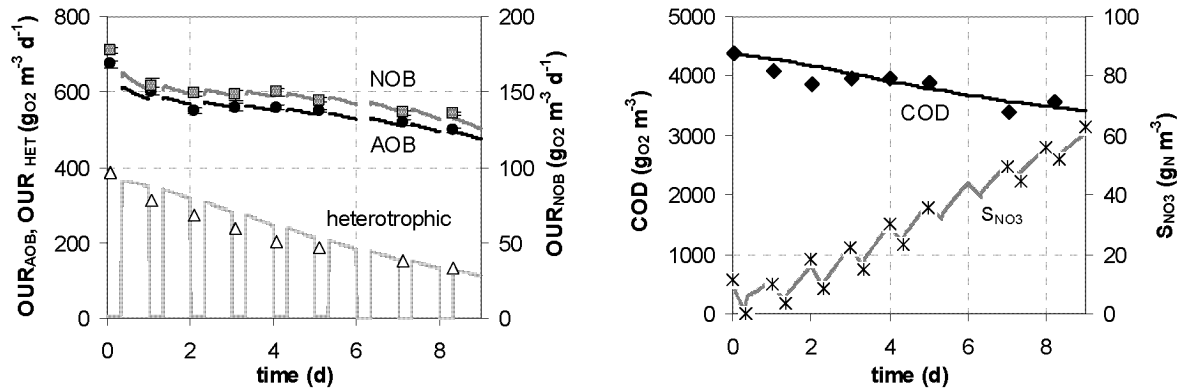 OUR_AOB, OUR_HET (g_O2 m⁻³ d⁻¹)
800
600
400
200
0
NOB
AOB
heterotrophic
200
150
100
50
0
OUR_NOB (g_O2 m⁻³ d⁻¹)
0 2 4 6 8
time (d)
COD (g_O2 m⁻³)
5000
4000
3000
2000
1000
0
COD
S_NO3
100
80
60
40
20
0
S_NO3 (g_N m⁻³)
0 2 4 6 8
time (d)